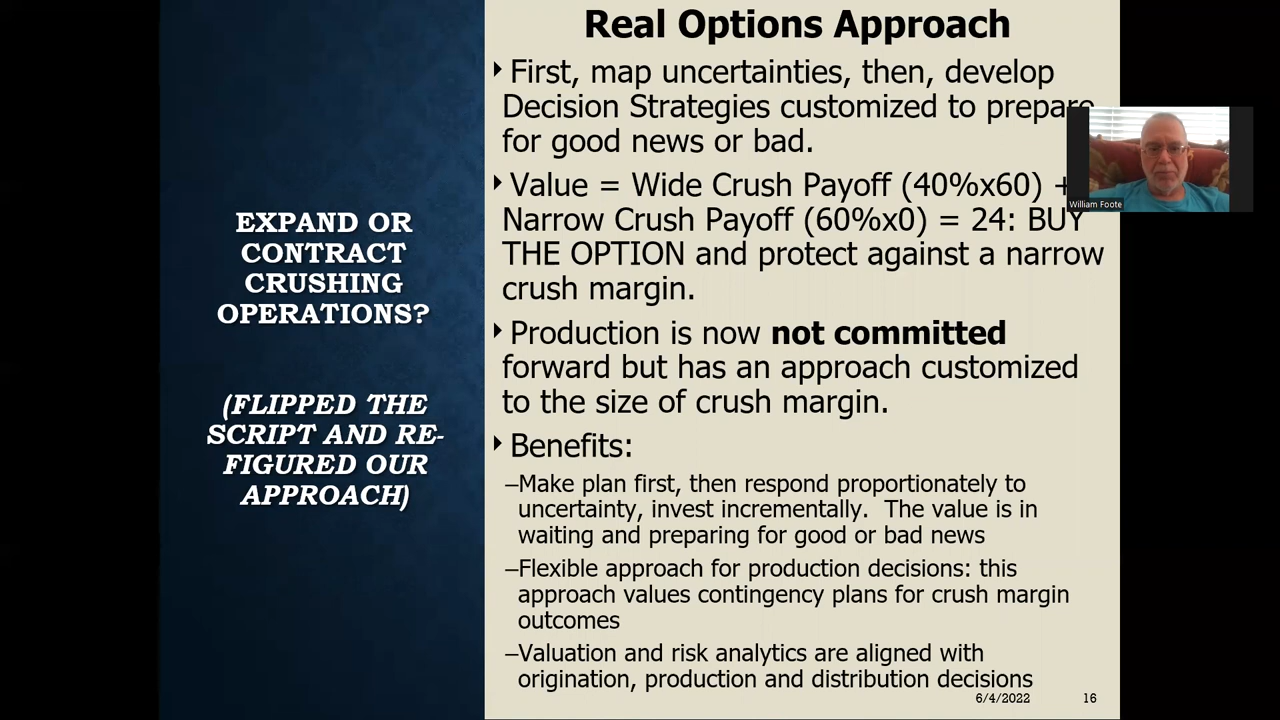 EXPAND OR
CONTRACT
CRUSHING
OPERATIONS?
(FLIPPED THE
SCRIPT AND RE-
FIGURED OUR
APPROACH)
Real Options Approach
First, map uncertainties, then, develop
Decision Strategies customized to prepare
for good news or bad.
Value = Wide Crush Payoff (40%x60) +
Narrow Crush Payoff (60%x0) = 24: BUY
THE OPTION and protect against a narrow
crush margin.
Production is now not committed
forward but has an approach customized
to the size of crush margin.
Benefits:
–Make plan first, then respond proportionately to
uncertainty, invest incrementally.  The value is in
waiting and preparing for good or bad news
–Flexible approach for production decisions: this
approach values contingency plans for crush margin
outcomes
–Valuation and risk analytics are aligned with
origination, production and distribution decisions
6/4/2022 16
William Foote